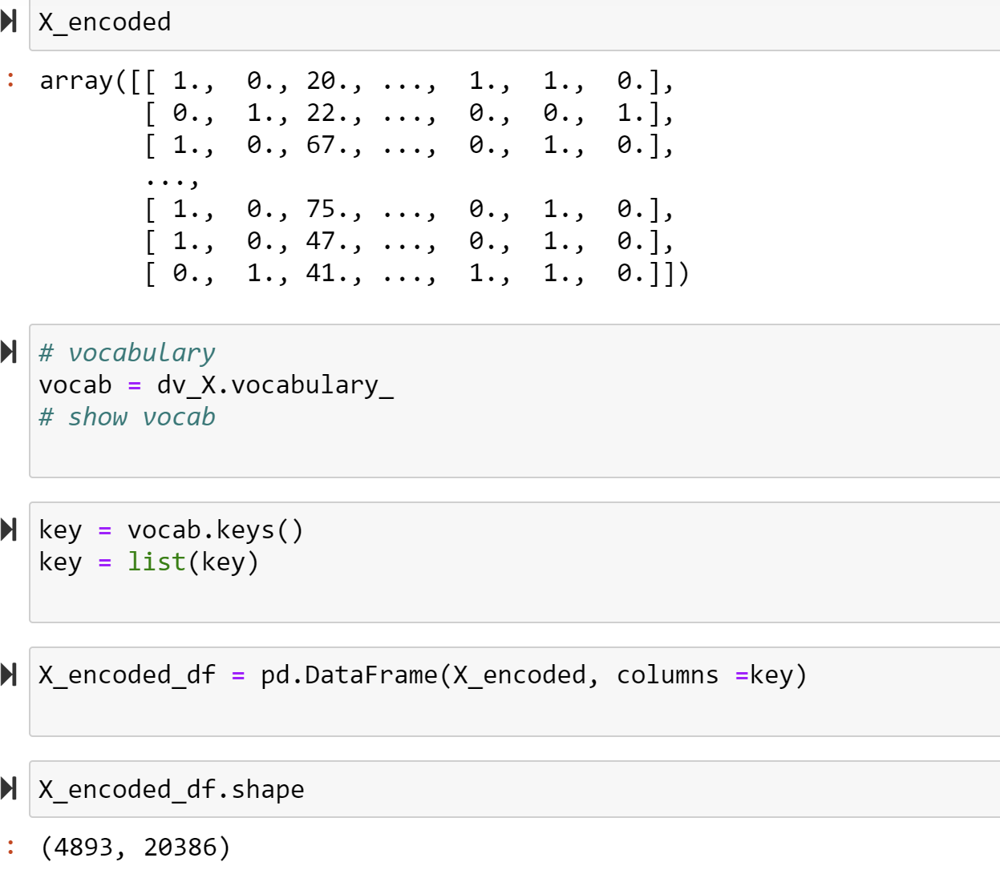 X_encoded
: array([[ 1.,  0., 20., ...,  1.,  1.,  0.],
[ 0.,  1., 22., ...,  0.,  0.,  1.],
[ 1.,  0., 67., ...,  0.,  1.,  0.],
...,
[ 1.,  0., 75., ...,  0.,  1.,  0.],
[ 1.,  0., 47., ...,  0.,  1.,  0.],
[ 0.,  1., 41., ...,  1.,  1.,  0.]])
# vocabulary
vocab = dv_X.vocabulary_
# show vocab
key = vocab.keys()
key = list(key)
X_encoded_df = pd.DataFrame(X_encoded, columns =key)
X_encoded_df.shape
: (4893, 20386)